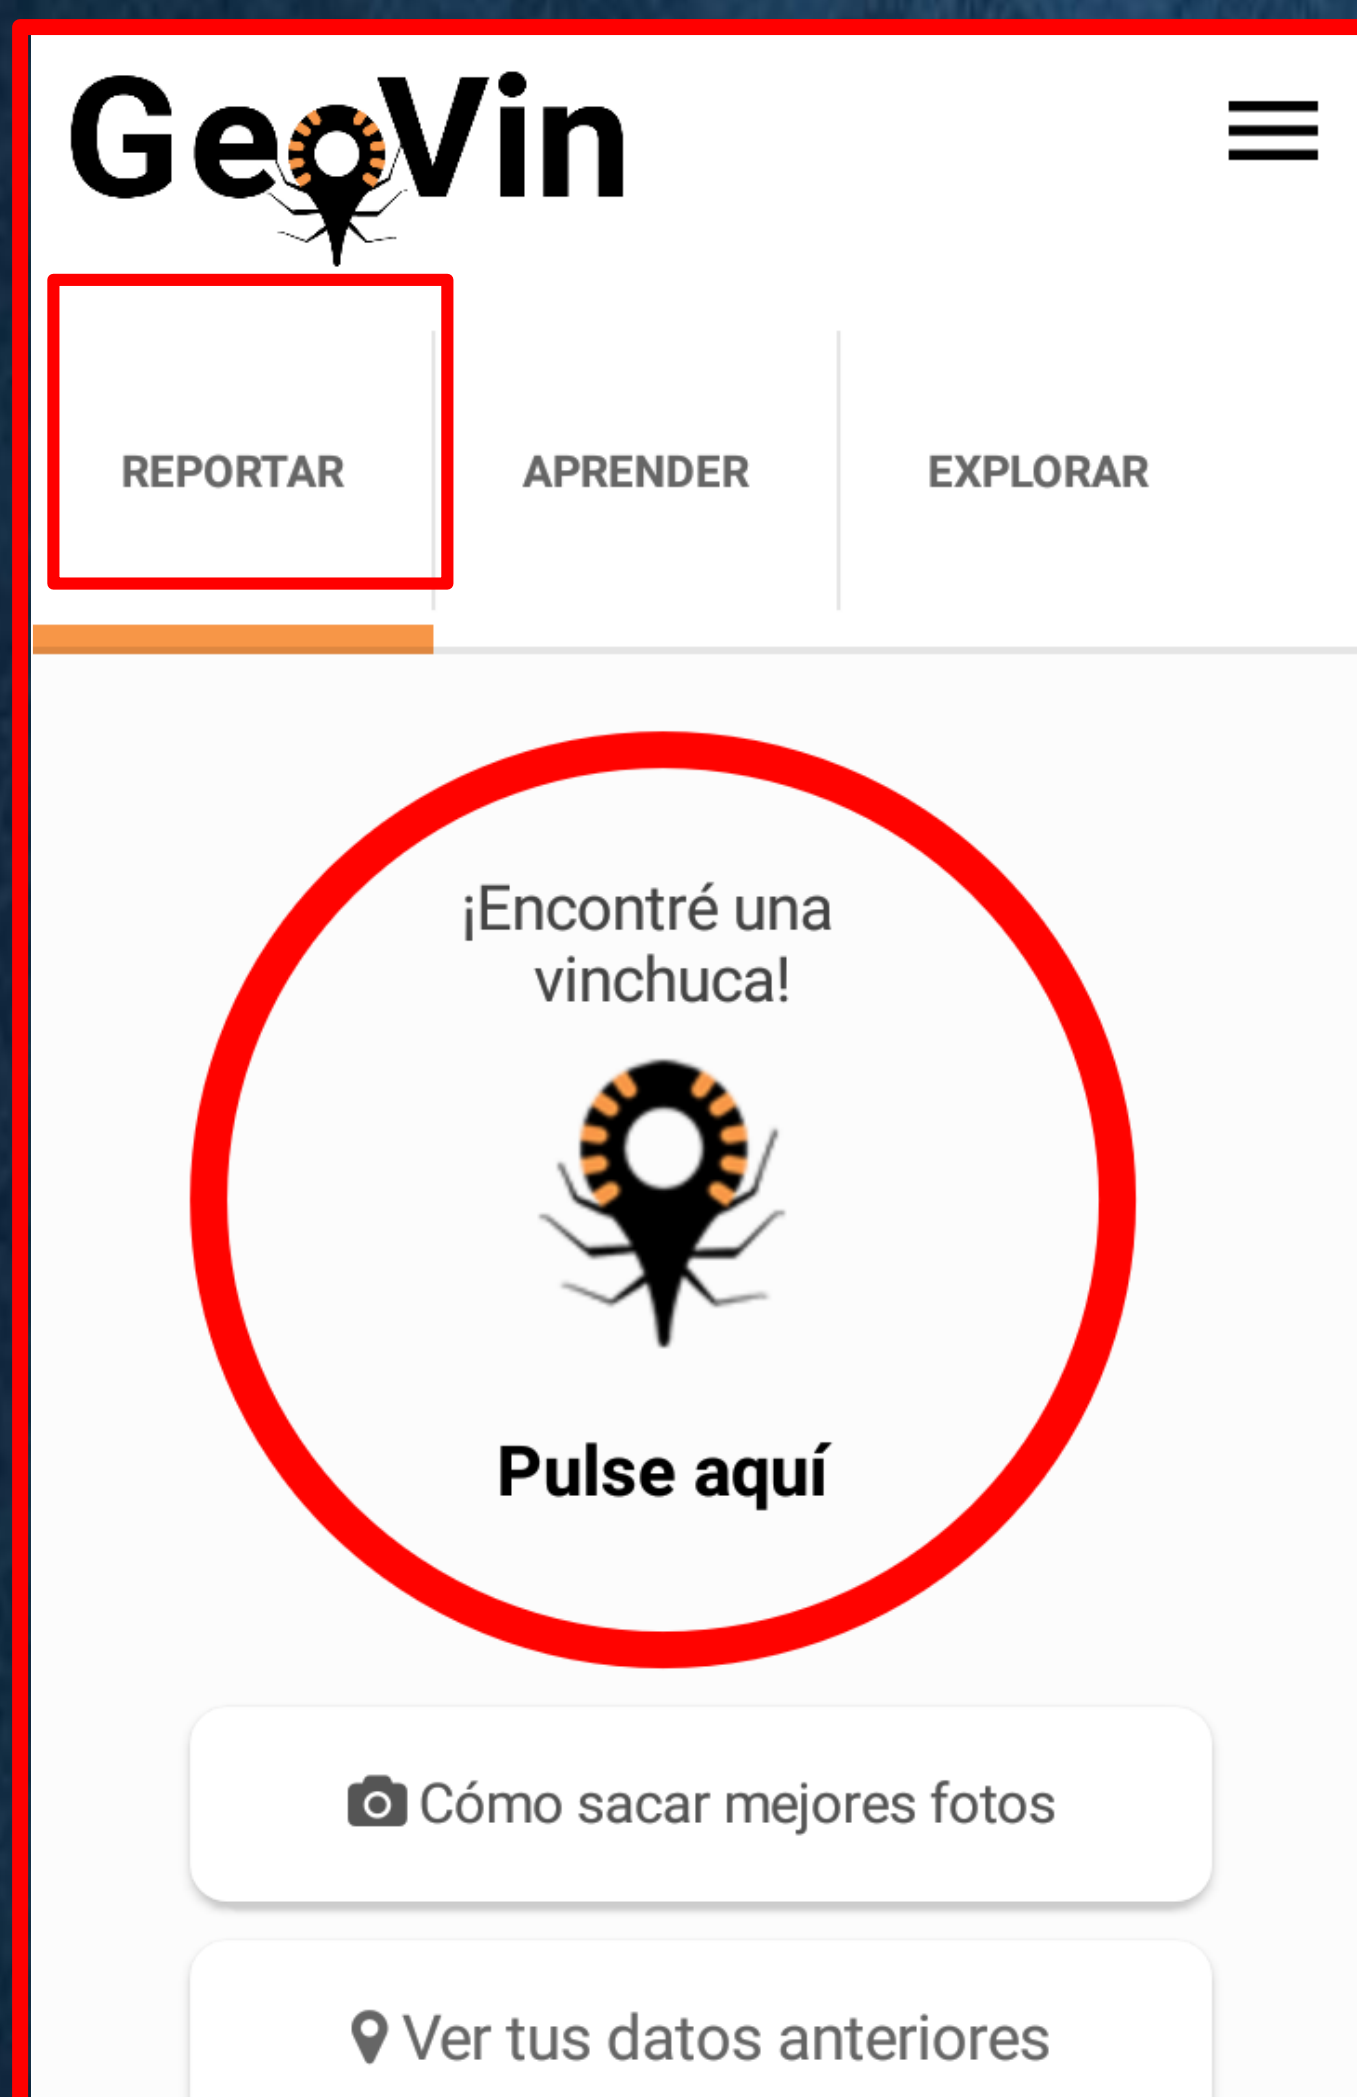 GeoVin
REPORTAR
APRENDER
EXPLORAR
¡Encontré una
vinchuca!
Pulse aquí
Cómo sacar mejores fotos
Ver tus datos anteriores